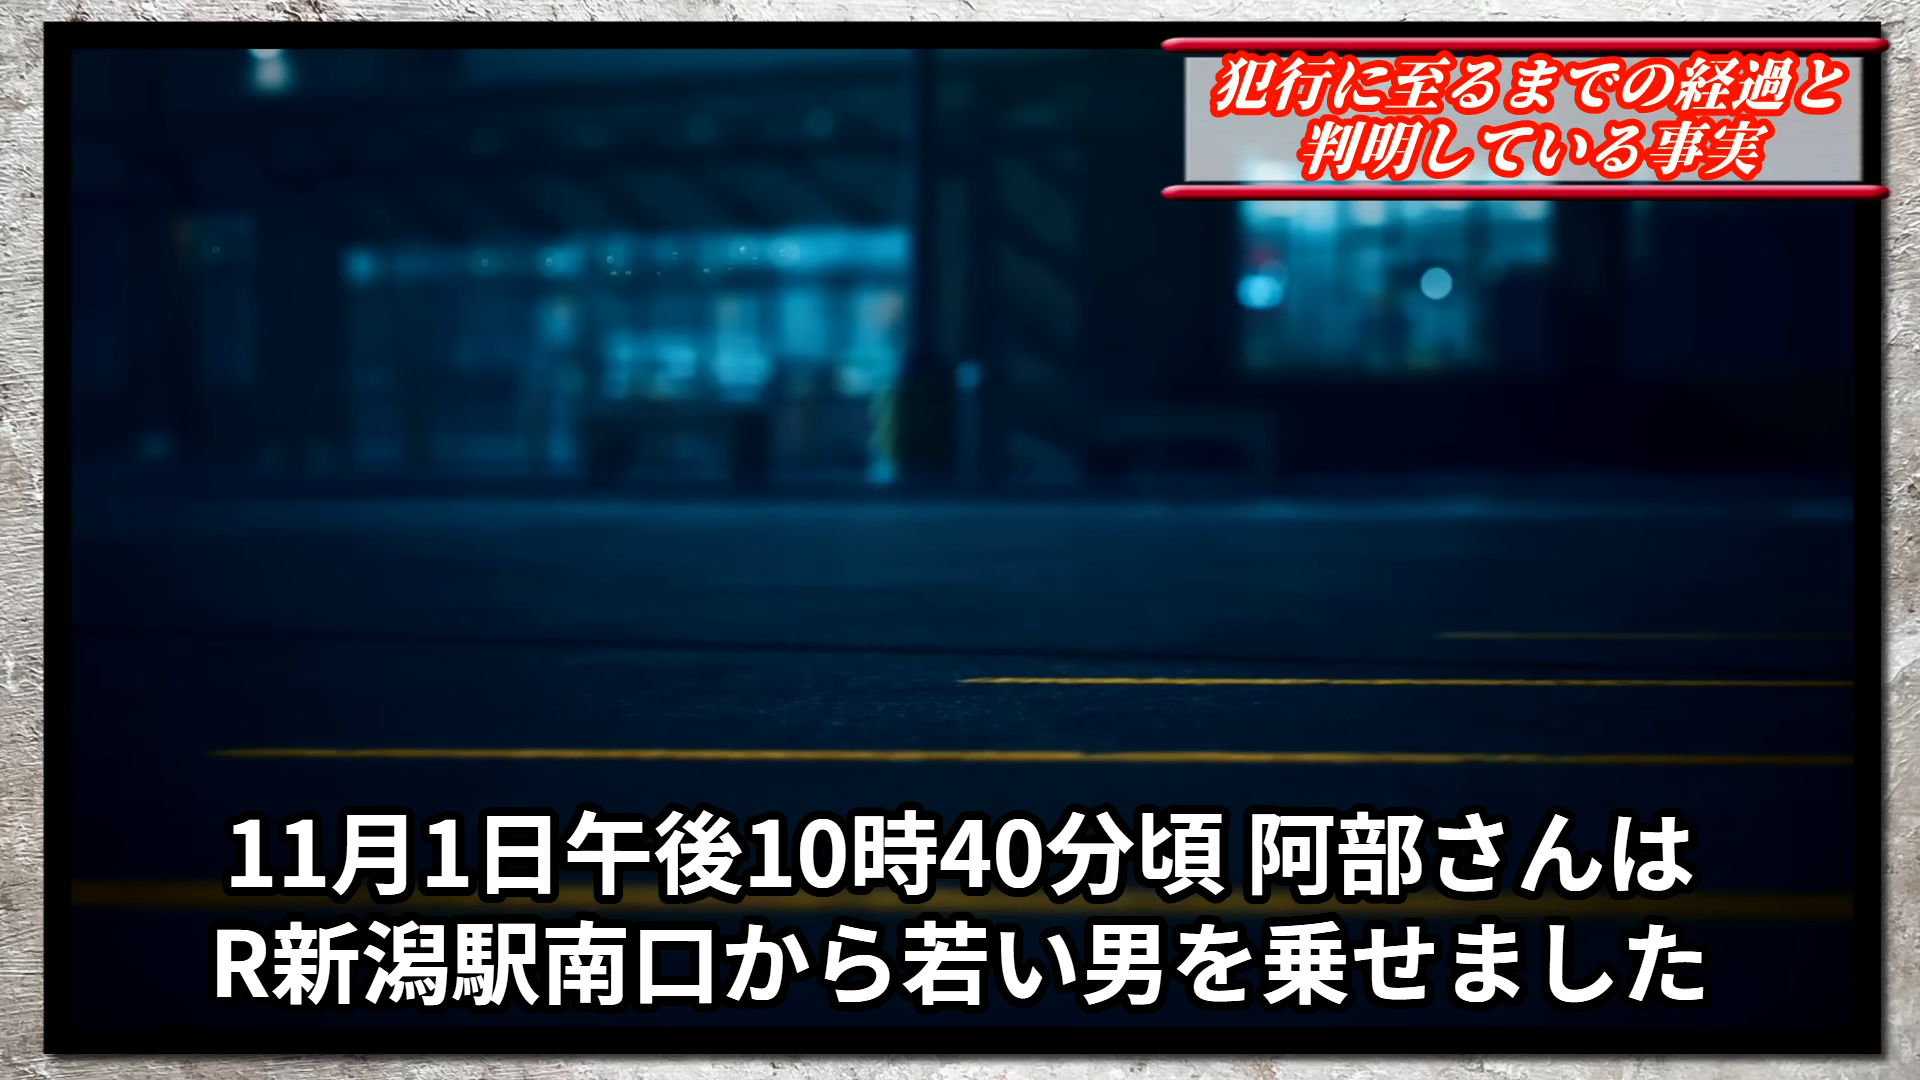 犯行に至るまでの経過と
判明している事実
11月1日午後10時40分頃 阿部さんは
R新潟駅南口から若い男を乗せました